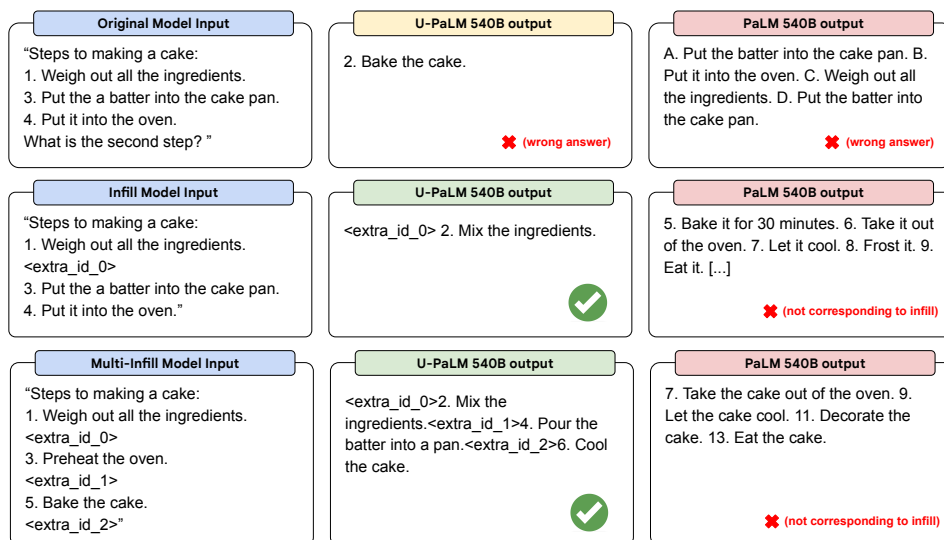 Original Model Input
“Steps to making a cake:
1. Weigh out all the ingredients.
3. Put the a batter into the cake pan.
4. Put it into the oven.
What is the second step? ”
U-PaLM 540B output
2. Bake the cake.
(wrong answer)
PaLM 540B output
A. Put the batter into the cake pan. B.
Put it into the oven. C. Weigh out all
the ingredients. D. Put the batter into
the cake pan.
(wrong answer)
Infill Model Input
“Steps to making a cake:
1. Weigh out all the ingredients.
<extra_id_0>
3. Put the a batter into the cake pan.
4. Put it into the oven.”
U-PaLM 540B output
<extra_id_0> 2. Mix the ingredients.
PaLM 540B output
5. Bake it for 30 minutes. 6. Take it out
of the oven. 7. Let it cool. 8. Frost it. 9.
Eat it. [...]
(not corresponding to infill)
Multi-Infill Model Input
“Steps to making a cake:
1. Weigh out all the ingredients.
<extra_id_0>
3. Preheat the oven.
<extra_id_1>
5. Bake the cake.
<extra_id_2>”
U-PaLM 540B output
<extra_id_0>2. Mix the
ingredients.<extra_id_1>4. Pour the
batter into a pan.<extra_id_2>6. Cool
the cake.
PaLM 540B output
7. Take the cake out of the oven. 9.
Let the cake cool. 11. Decorate the
cake. 13. Eat the cake.
(not corresponding to infill)